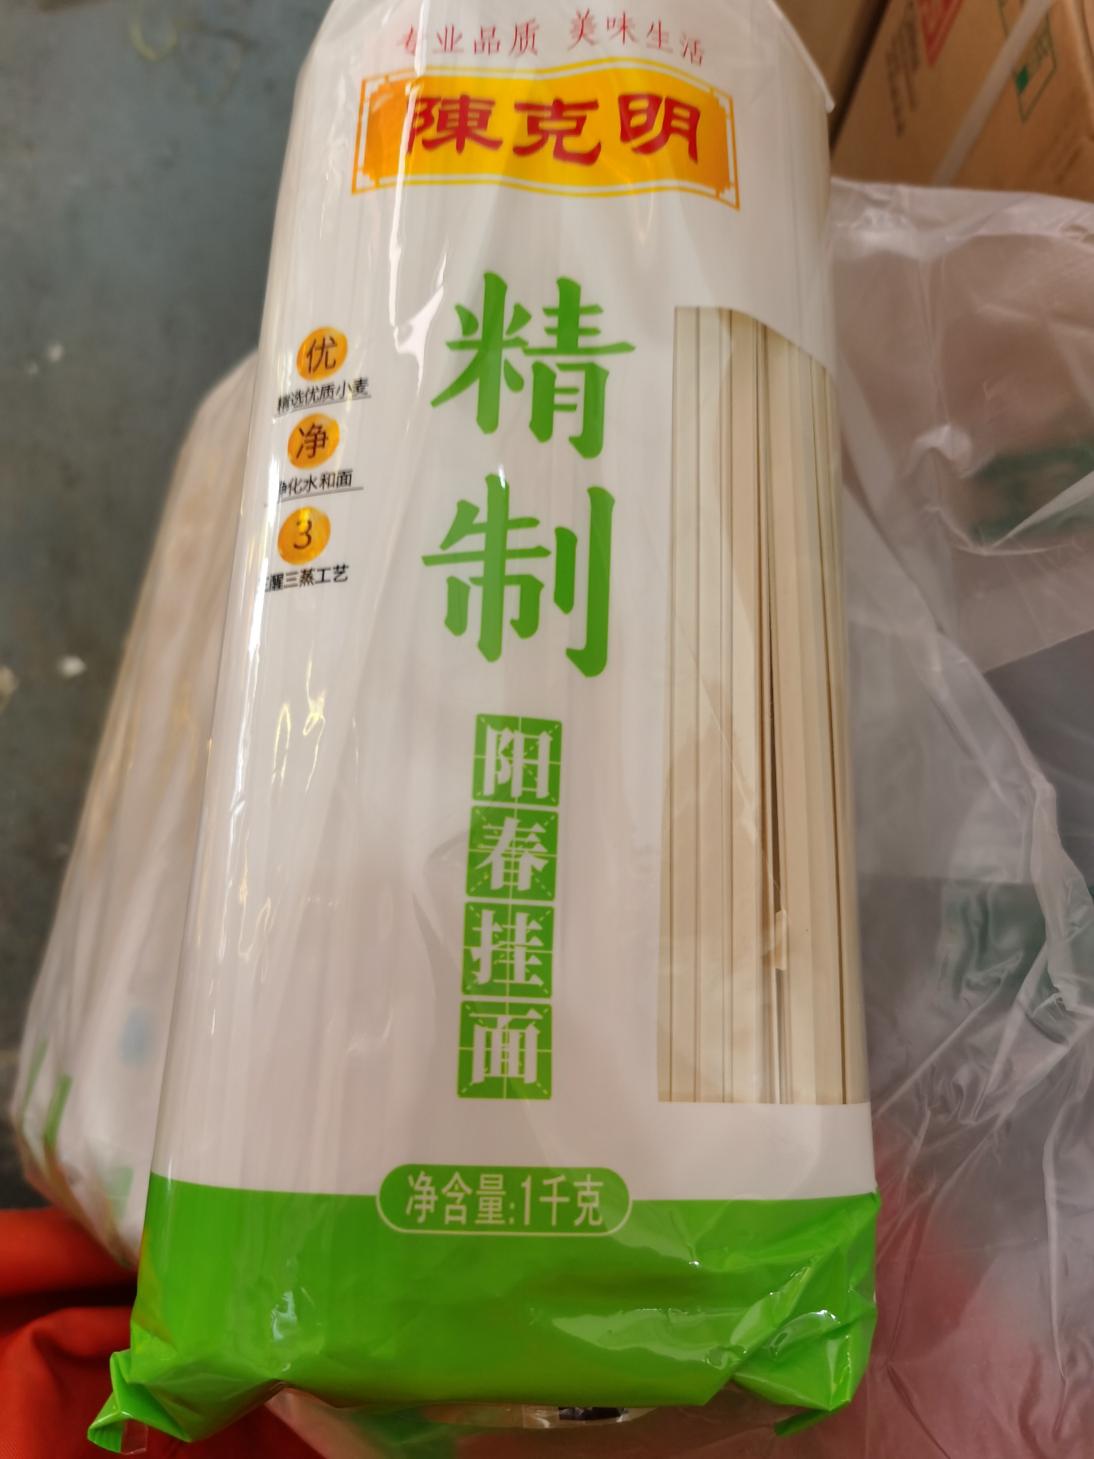 专业品质 美味生活
陳克明
精制
阳春挂面
优
精选优质小麦
净
净化水和面
3
三醒三蒸工艺
净含量:1千克